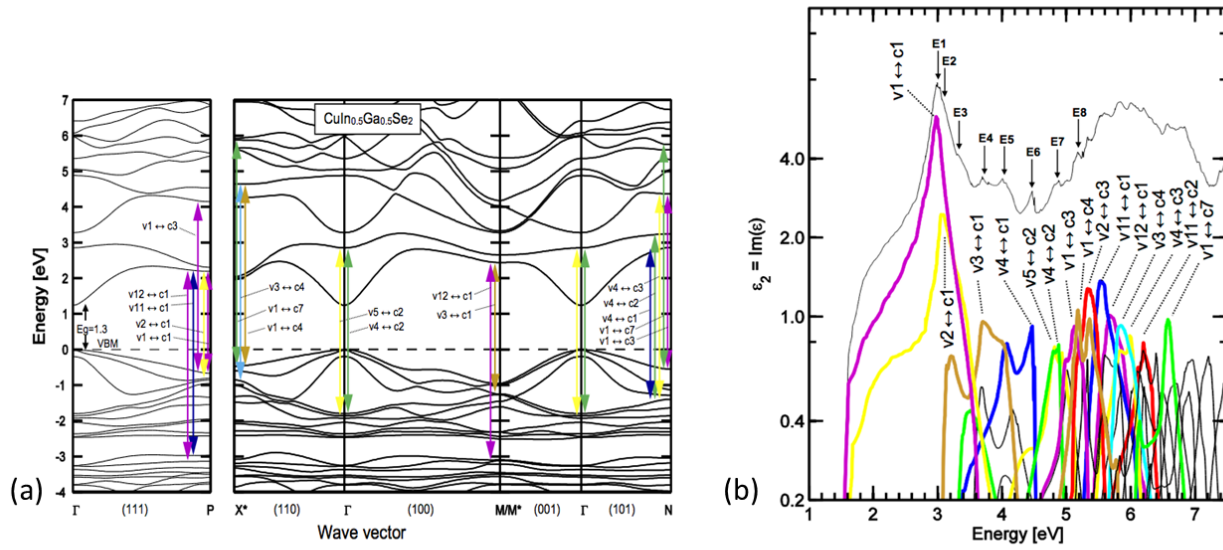 (a)
Energy [eV]
7
6
5
4
3
2
1
0
-1
-2
-3
-4
v1 ↔ c3
Eg=1.3
VBM
v12 ↔ c1
v11 ↔ c1
v2 ↔ c1
v1 ↔ c1
CuIn0.5Ga0.5Se2
v3 ↔ c4
v1 ↔ c7
v1 ↔ c4
v5 ↔ c2
v4 ↔ c2
v12 ↔ c1
v3 ↔ c1
v4 ↔ c3
v4 ↔ c2
v4 ↔ c1
v1 ↔ c7
v1 ↔ c3
Γ (111) P X* (110) Γ (100) M/M* (001) Γ (101) N
Wave vector
(b)
ε2 = Im(ε)
4.0
2.0
1.0
0.4
0.2
v1 ↔ c1
E1
E2
E3
E4
E5
E6
E7
E8
v2 ↔ c1
v3 ↔ c1
v4 ↔ c1
v5 ↔ c2
v4 ↔ c2
v1 ↔ c3
v1 ↔ c4
v2 ↔ c3
v11 ↔ c1
v12 ↔ c1
v3 ↔ c4
v4 ↔ c3
v11 ↔ c2
v1 ↔ c7
1 2 3 4 5 6 7
Energy [eV]